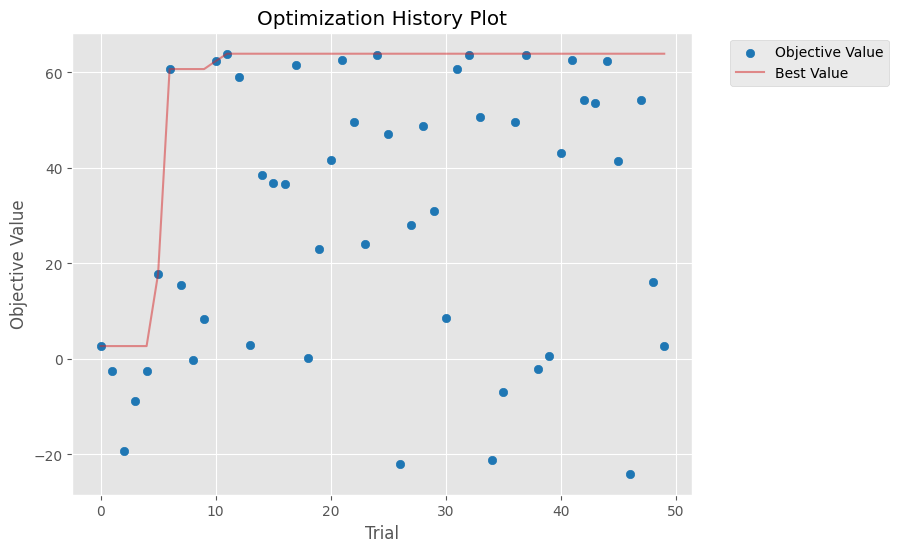 Optimization History Plot
Objective Value
Best Value
Objective Value
60
40
20
0
−20
0 10 20 30 40 50
Trial